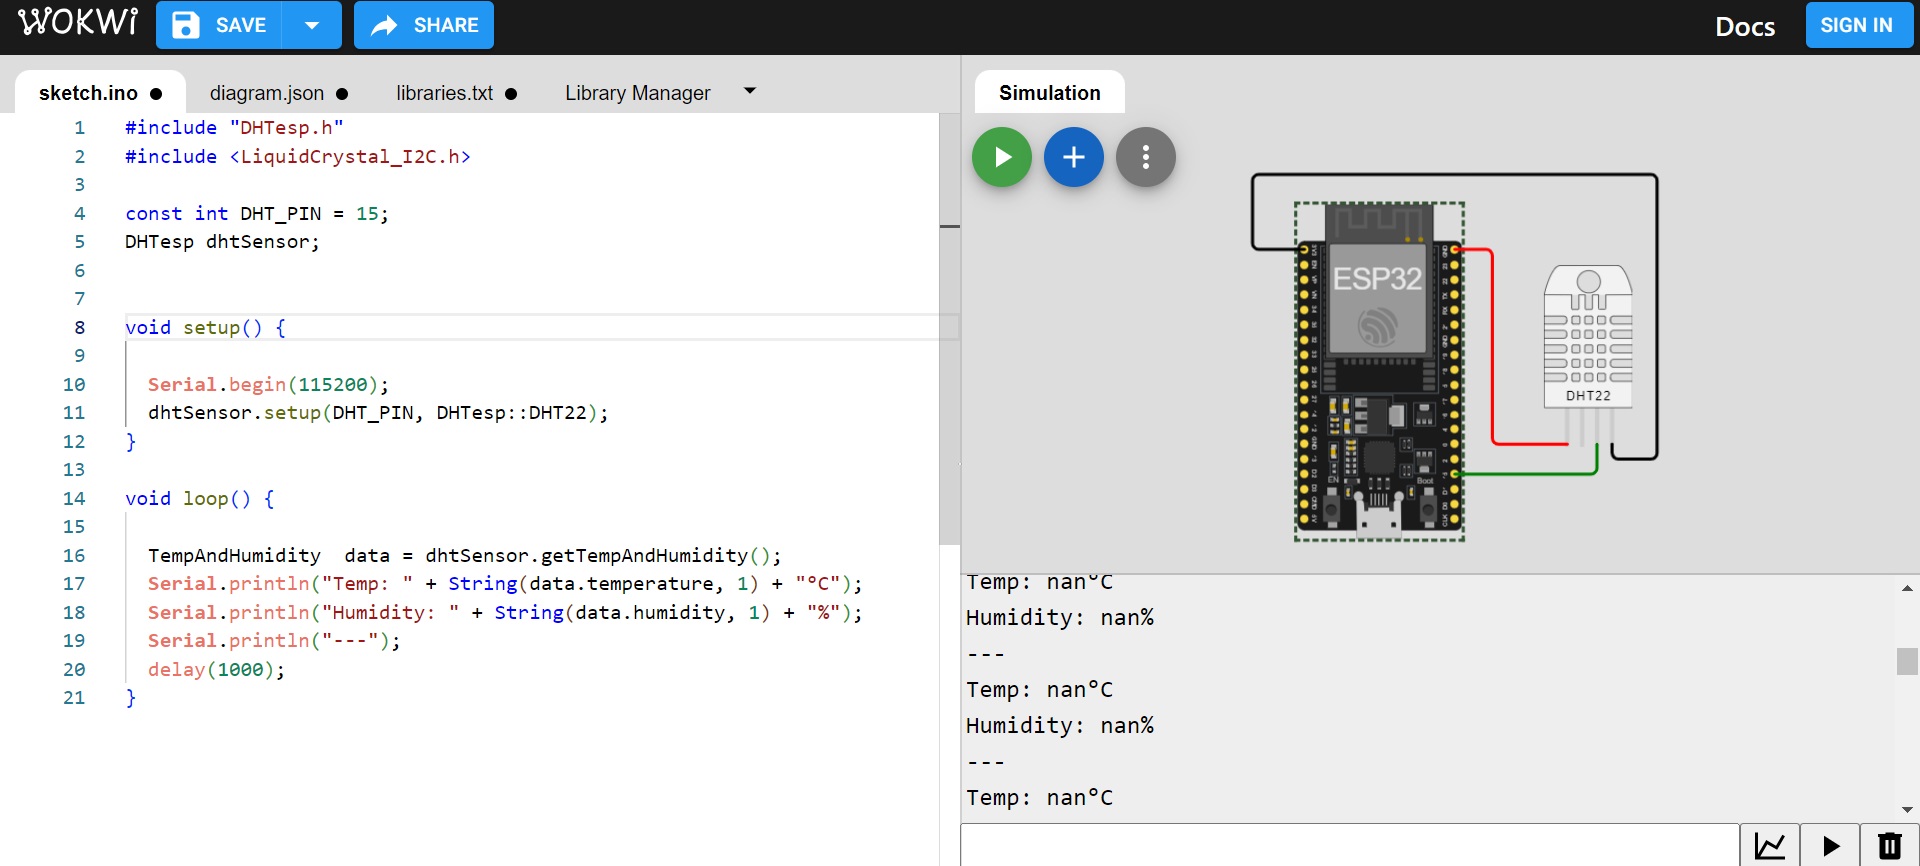 WOKWi SAVE SHARE Docs SIGN IN
sketch.ino diagram.json libraries.txt Library Manager
Simulation
1 #include "DHTesp.h"
2 #include <LiquidCrystal_I2C.h>
3
4 const int DHT_PIN = 15;
5 DHTesp dhtSensor;
6
7
8 void setup() {
9
10 Serial.begin(115200);
11 dhtSensor.setup(DHT_PIN, DHTesp::DHT22);
12 }
13
14 void loop() {
15
16 TempAndHumidity  data = dhtSensor.getTempAndHumidity();
17 Serial.println("Temp: " + String(data.temperature, 1) + "°C");
18 Serial.println("Humidity: " + String(data.humidity, 1) + "%");
19 Serial.println("---");
20 delay(1000);
21 }
ESP32
DHT22
EN
Boot
Temp: nan°C
Humidity: nan%
---
Temp: nan°C
Humidity: nan%
---
Temp: nan°C